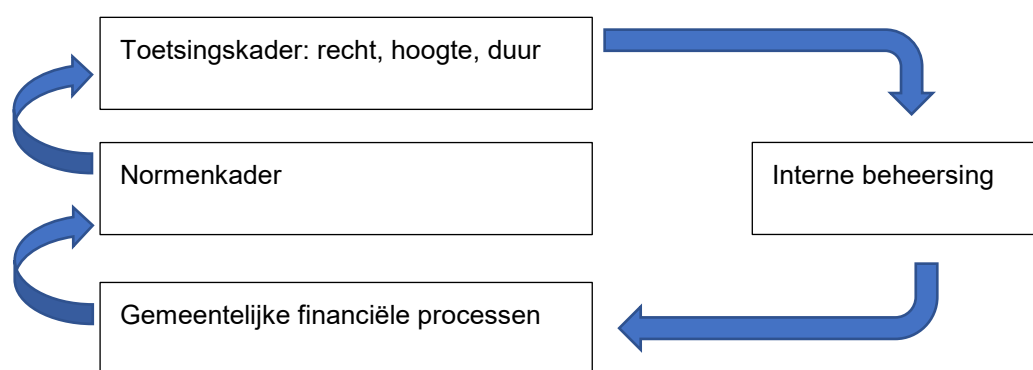 Toetsingskader: recht, hoogte, duur
Normenkader
Interne beheersing
Gemeentelijke financiële processen